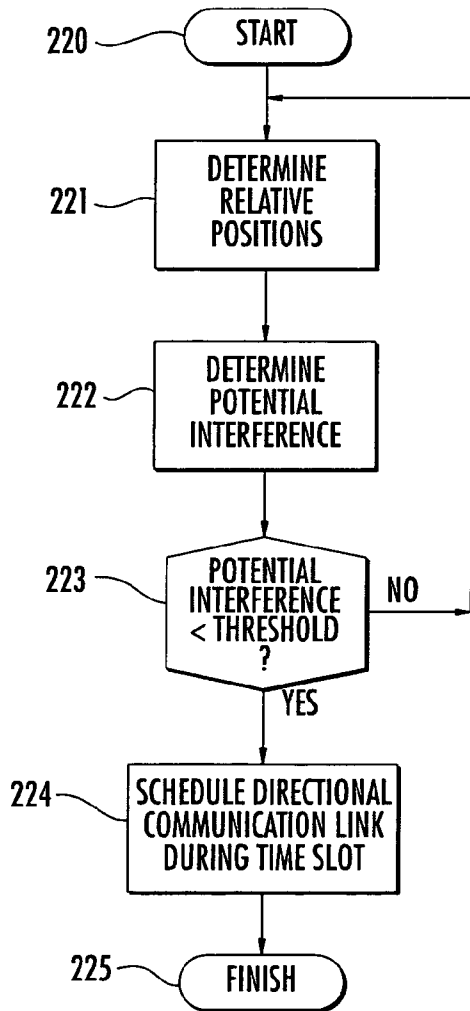 220
START
221
DETERMINE
RELATIVE
POSITIONS
222
DETERMINE
POTENTIAL
INTERFERENCE
223
POTENTIAL
INTERFERENCE
< THRESHOLD
?
NO
YES
224
SCHEDULE DIRECTIONAL
COMMUNICATION LINK
DURING TIME SLOT
225
FINISH